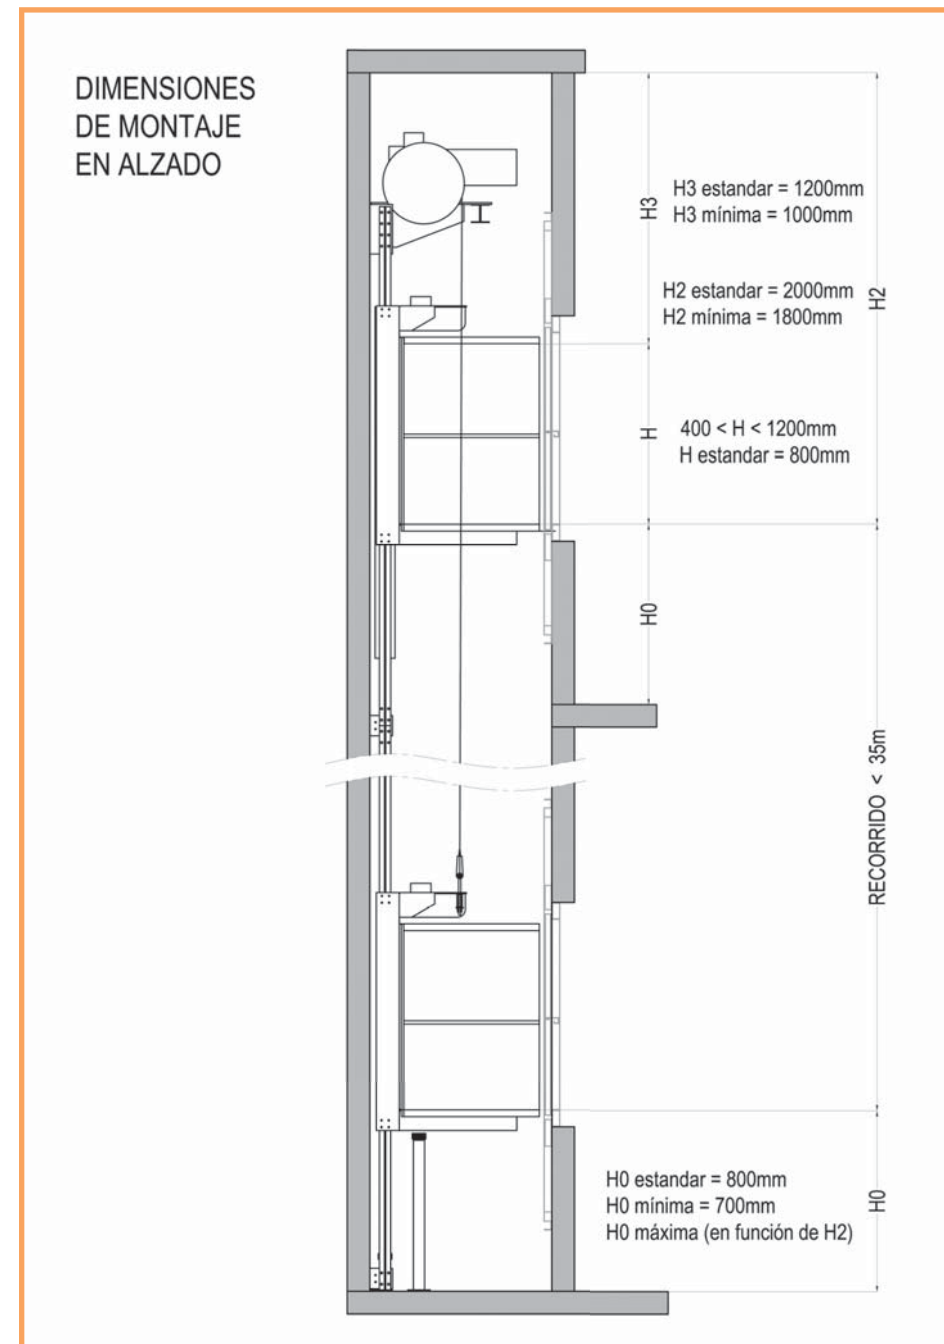 DIMENSIONES
DE MONTAJE
EN ALZADO
H3
H3 estandar = 1200mm
H3 mínima = 1000mm
H2 estandar = 2000mm
H2 mínima = 1800mm
H2
H
400 < H < 1200mm
H estandar = 800mm
H0
RECORRIDO < 35m
H0 estandar = 800mm
H0 mínima = 700mm
H0 máxima (en función de H2)
H0